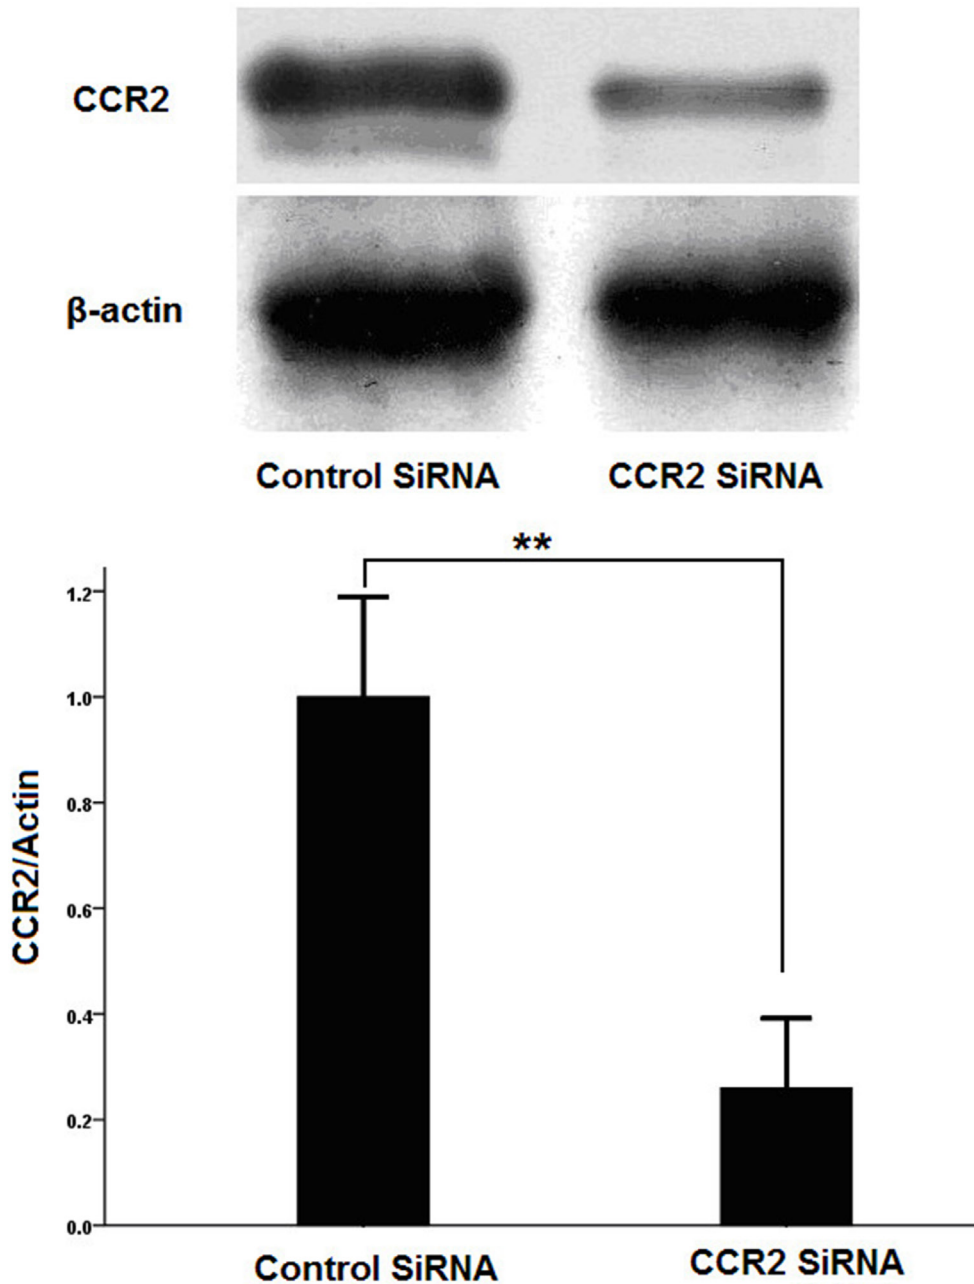 CCR2
β-actin
Control SiRNA CCR2 SiRNA
**
1.2
1.0
0.8
0.6
0.4
0.2
0.0
CCR2/Actin
Control SiRNA CCR2 SiRNA